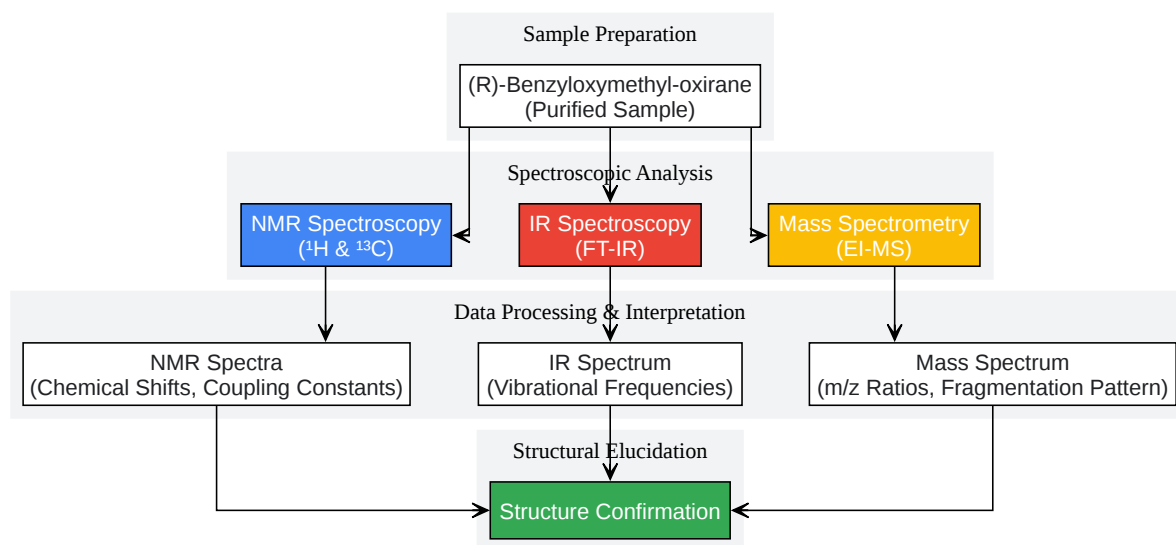 Sample Preparation
(R)-Benzyloxymethyl-oxirane
(Purified Sample)
Spectroscopic Analysis
NMR Spectroscopy
(¹H & ¹³C)
IR Spectroscopy
(FT-IR)
Mass Spectrometry
(EI-MS)
Data Processing & Interpretation
NMR Spectra
(Chemical Shifts, Coupling Constants)
IR Spectrum
(Vibrational Frequencies)
Mass Spectrum
(m/z Ratios, Fragmentation Pattern)
Structural Elucidation
Structure Confirmation